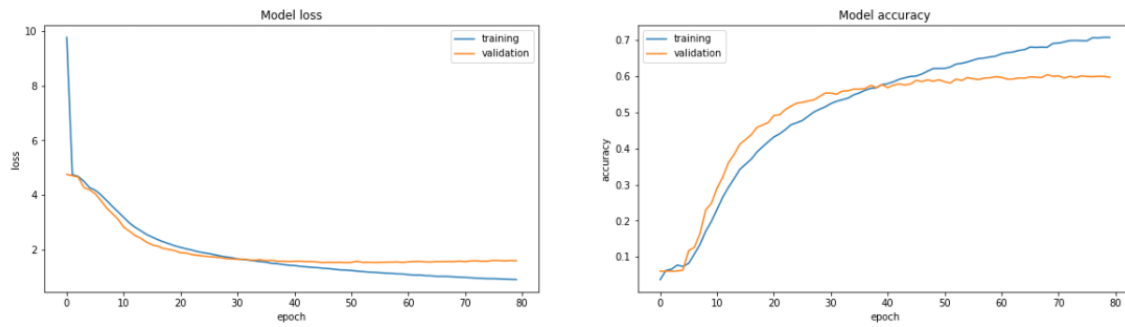 Model loss
10
8
6
4
2
loss
training
validation
0 10 20 30 40 50 60 70 80
epoch
Model accuracy
0.7
0.6
0.5
0.4
0.3
0.2
0.1
accuracy
training
validation
0 10 20 30 40 50 60 70 80
epoch